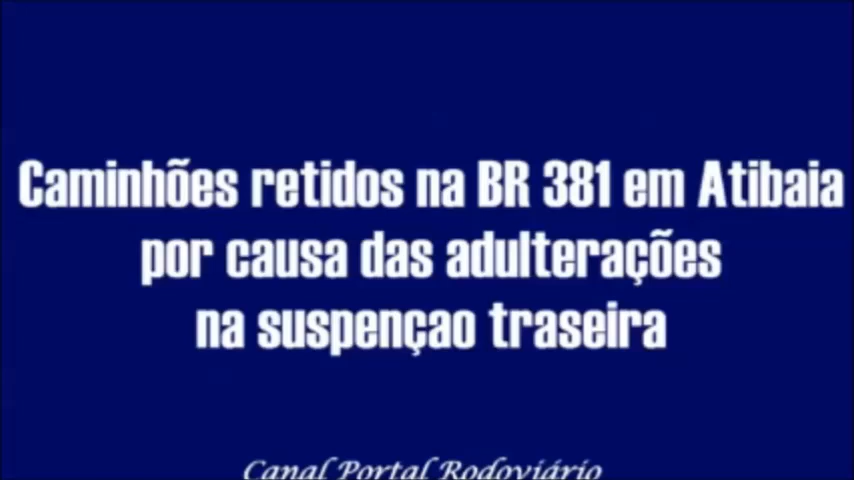 Caminhões retidos na BR 381 em Atibaia
por causa das adulterações
na suspençao traseira
Canal Portal Rodoviário